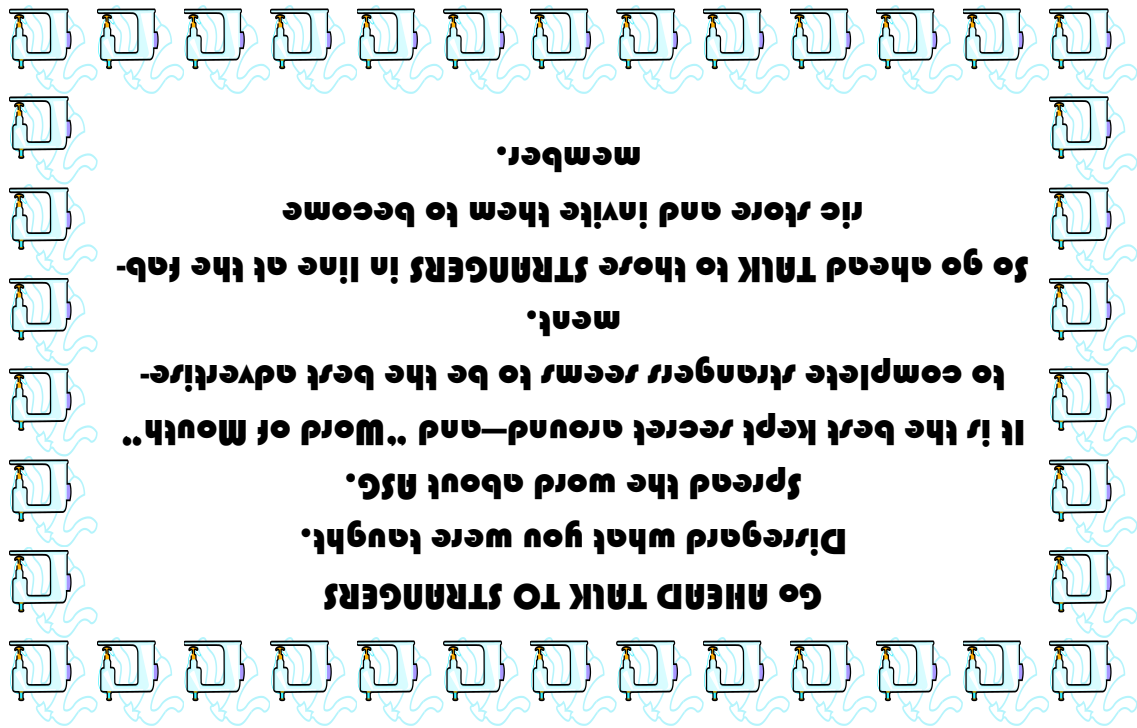 Go AHEAD TALK TO STRANGERS
Disregard what you were taught.
Spread the word about ASG.
It is the best kept secret around—and “Word of Mouth”
to complete strangers seems to be the best advertise-
ment.
So go ahead TALK to those STRANGERS in line at the fab-
ric store and invite them to become
member.